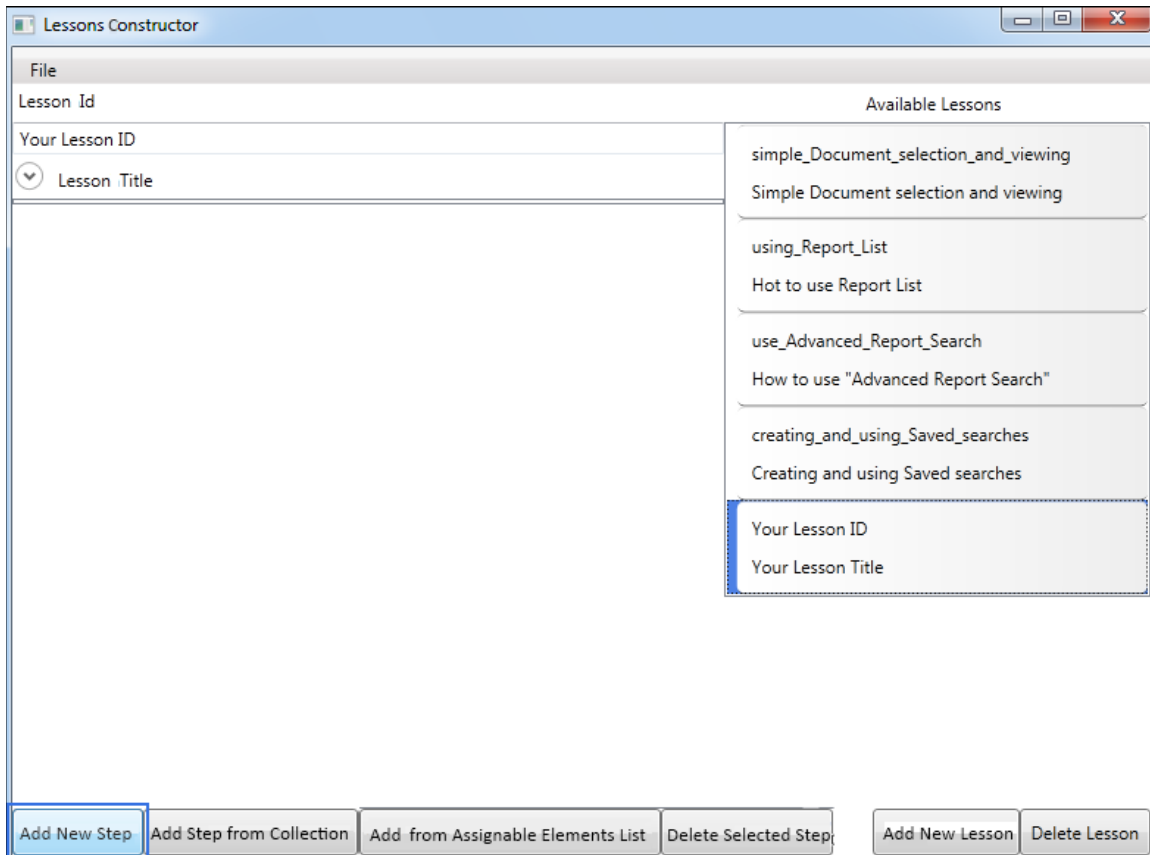 Lessons Constructor
File
Lesson Id
Available Lessons
Your Lesson ID
Lesson Title
simple_Document_selection_and_viewing
Simple Document selection and viewing
using_Report_List
Hot to use Report List
use_Advanced_Report_Search
How to use "Advanced Report Search"
creating_and_using_Saved_searches
Creating and using Saved searches
Your Lesson ID
Your Lesson Title
Add New Step
Add Step from Collection
Add from Assignable Elements List
Delete Selected Step
Add New Lesson
Delete Lesson